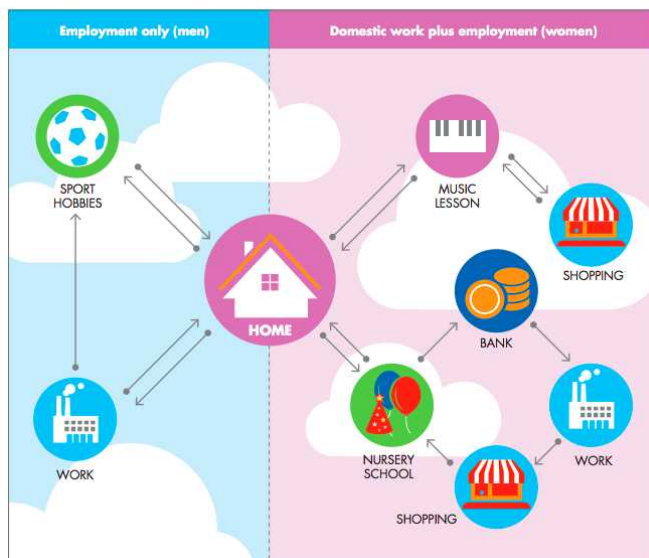 Employment only (men)
Domestic work plus employment (women)
SPORT
HOBBIES
MUSIC
LESSON
SHOPPING
HOME
BANK
WORK
NURSERY
SCHOOL
WORK
SHOPPING